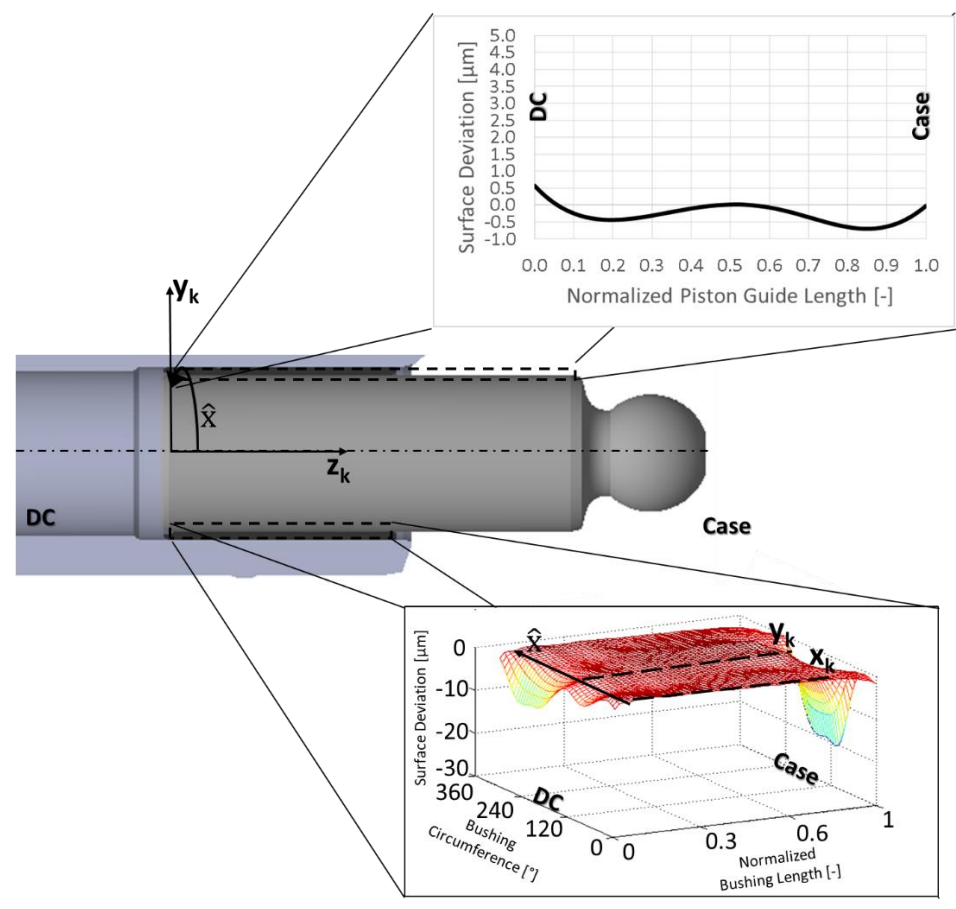 Surface Deviation [μm]
5.0
4.5
4.0
3.5
3.0
2.5
2.0
1.5
1.0
0.5
0.0
-0.5
-1.0
DC
Case
0.0 0.1 0.2 0.3 0.4 0.5 0.6 0.7 0.8 0.9 1.0
Normalized Piston Guide Length [-]
yk
x̂
zk
DC
Case
Surface Deviation [μm]
0
-10
-20
-30
x̂
yk
xk
Case
DC
360
240
120
0
Bushing
Circumference [°]
0 0.3 0.6 1
Normalized
Bushing Length [-]